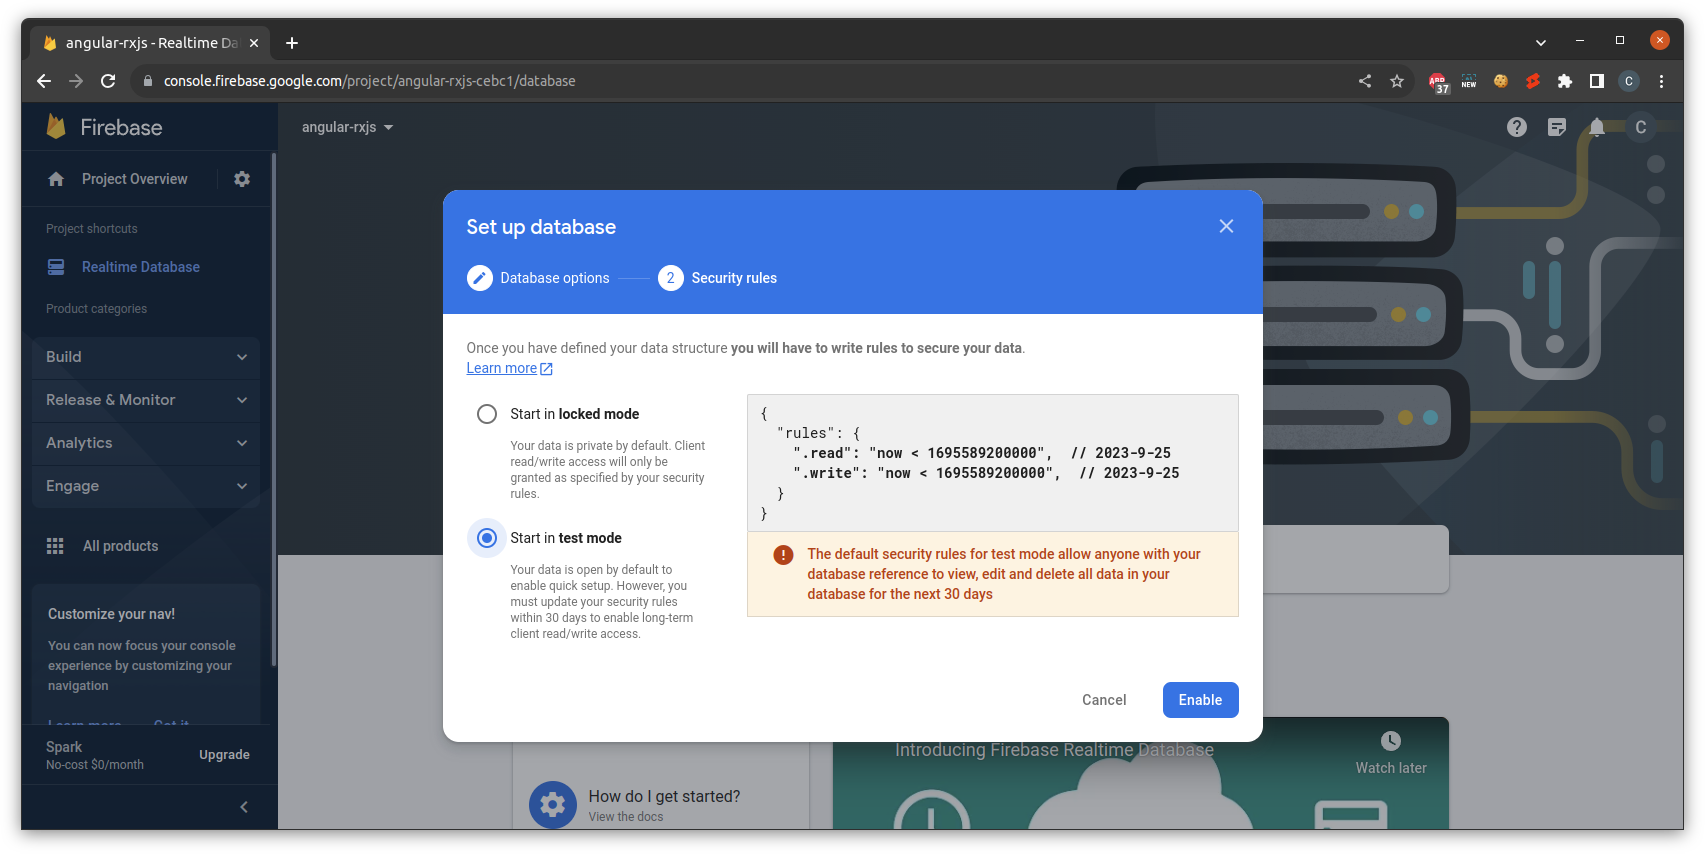 angular-rxjs - Realtime Da
console.firebase.google.com/project/angular-rxjs-cebc1/database
37
NEW
C
Firebase
angular-rxjs
C
Project Overview
Project shortcuts
Realtime Database
Product categories
Build
Release & Monitor
Analytics
Engage
All products
Customize your nav!
You can now focus your console
experience by customizing your
navigation
Learn more Got it
Spark
No-cost $0/month
Upgrade
Set up database
Database options
2 Security rules
Once you have defined your data structure you will have to write rules to secure your data.
Learn more
Start in locked mode
Your data is private by default. Client
read/write access will only be
granted as specified by your security
rules.
Start in test mode
Your data is open by default to
enable quick setup. However, you
must update your security rules
within 30 days to enable long-term
client read/write access.
{
"rules": {
".read": "now < 1695589200000", // 2023-9-25
".write": "now < 1695589200000", // 2023-9-25
}
}
The default security rules for test mode allow anyone with your
database reference to view, edit and delete all data in your
database for the next 30 days
Cancel
Enable
How do I get started?
View the docs
Introducing Firebase Realtime Database
Watch later